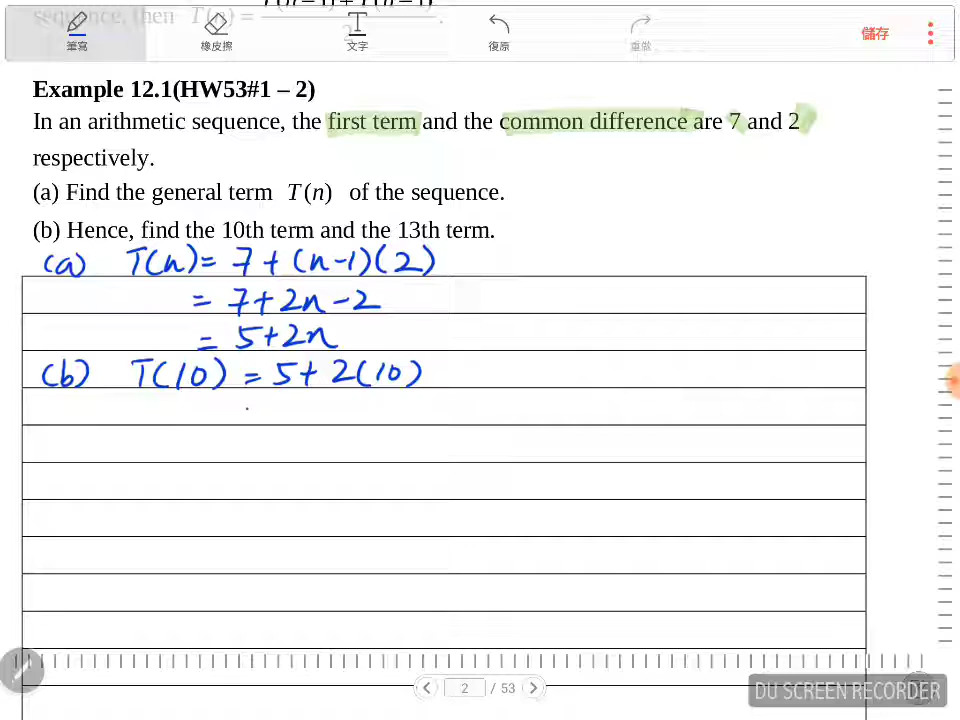 sequence, then T(n) =
筆寫 橡皮擦 文字 復原 重做 儲存
Example 12.1(HW53#1 – 2)
In an arithmetic sequence, the first term and the common difference are 7 and 2
respectively.
(a) Find the general term T(n) of the sequence.
(b) Hence, find the 10th term and the 13th term.
(a) T(n) = 7 + (n-1)(2)
= 7 + 2n - 2
= 5 + 2n
(b) T(10) = 5 + 2(10)
2 / 53
DU SCREEN RECORDER